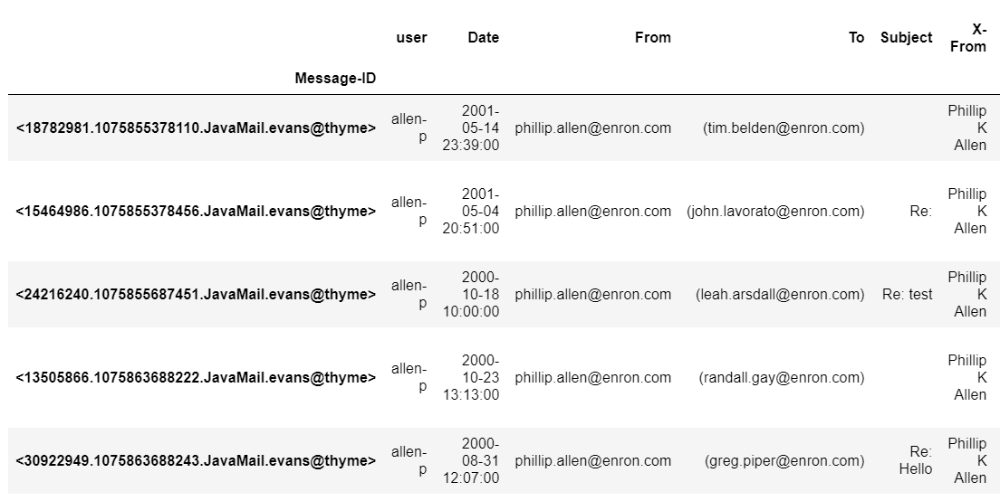 user Date From To Subject X-From
Message-ID
<18782981.1075855378110.JavaMail.evans@thyme> allen-p 2001-05-14 23:39:00 phillip.allen@enron.com (tim.belden@enron.com) Phillip K Allen
<15464986.1075855378456.JavaMail.evans@thyme> allen-p 2001-05-04 20:51:00 phillip.allen@enron.com (john.lavorato@enron.com) Re: Phillip K Allen
<24216240.1075855687451.JavaMail.evans@thyme> allen-p 2000-10-18 10:00:00 phillip.allen@enron.com (leah.arsdall@enron.com) Re: test Phillip K Allen
<13505866.1075863688222.JavaMail.evans@thyme> allen-p 2000-10-23 13:13:00 phillip.allen@enron.com (randall.gay@enron.com) Phillip K Allen
<30922949.1075863688243.JavaMail.evans@thyme> allen-p 2000-08-31 12:07:00 phillip.allen@enron.com (greg.piper@enron.com) Re: Hello Phillip K Allen